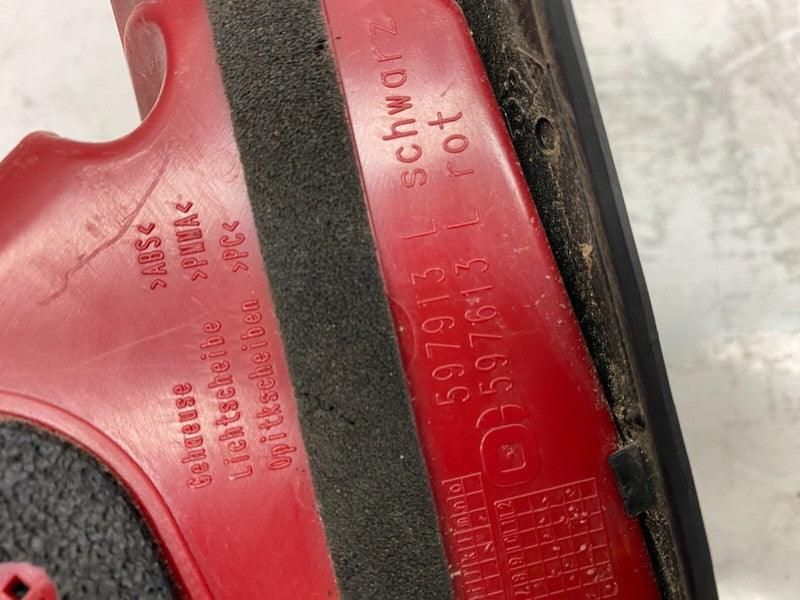 597913 L schwarz
597613 L rot
Gehaeuse >ABS<
Lichtscheibe >PMMA<
Opitkscheiben >PC<